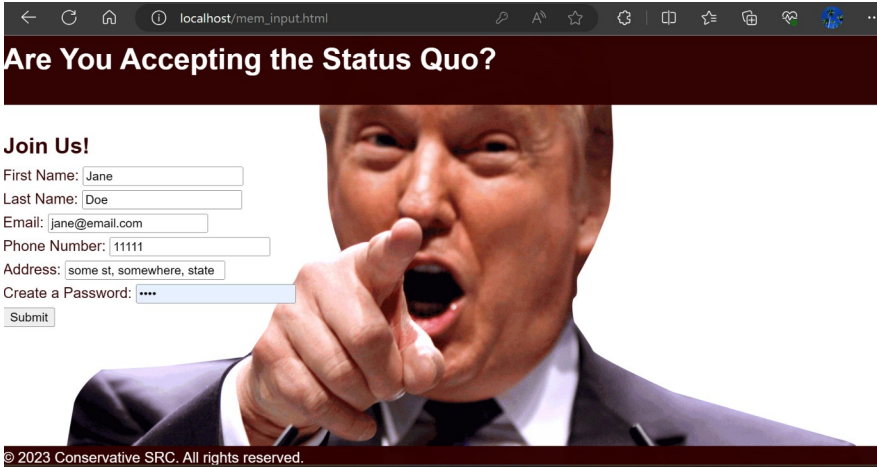 localhost/mem_input.html
Are You Accepting the Status Quo?
Join Us!
First Name: Jane
Last Name: Doe
Email: jane@email.com
Phone Number: 11111
Address: some st, somewhere, state
Create a Password: ••••
Submit
© 2023 Conservative SRC. All rights reserved.